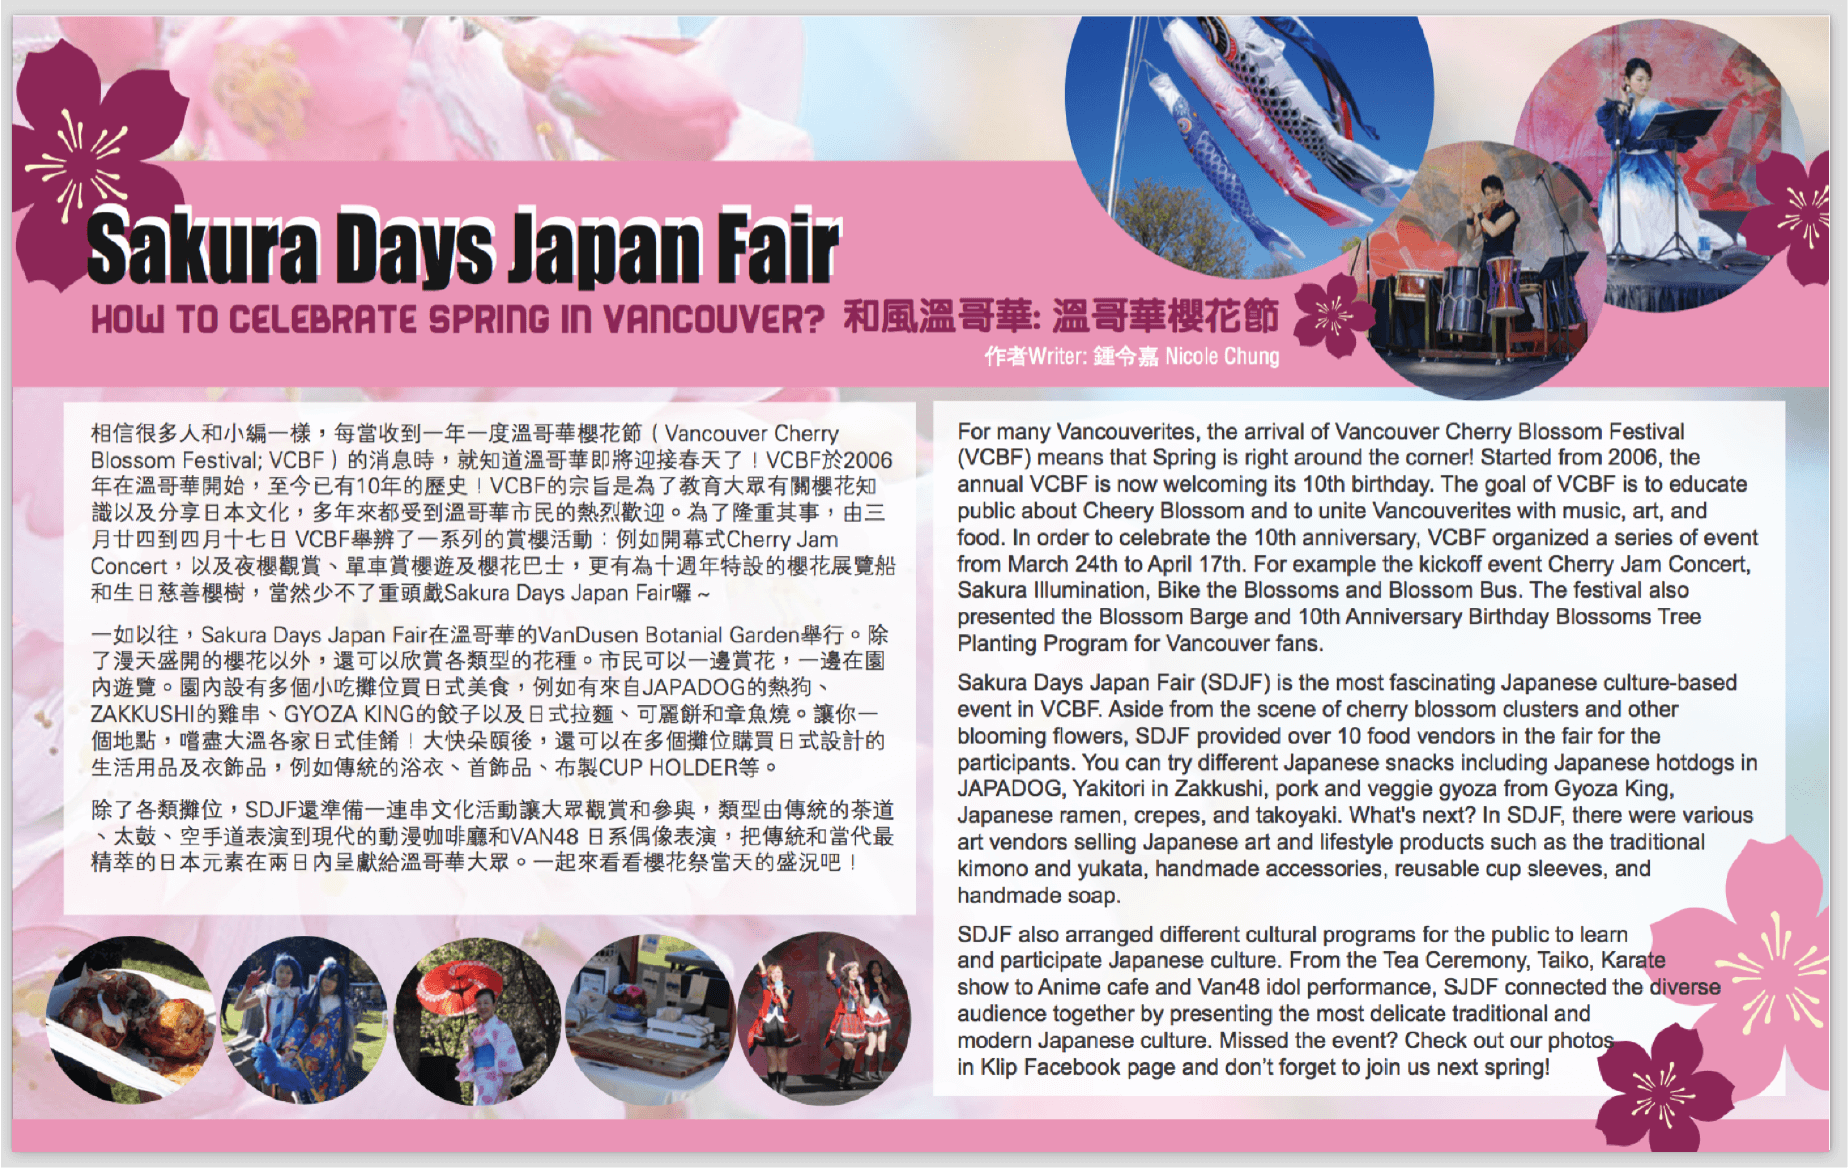 Sakura Days Japan Fair
HOW TO CELEBRATE SPRING IN VANCOUVER? 和風溫哥華: 溫哥華櫻花節
作者Writer: 鍾令嘉 Nicole Chung
相信很多人和小編一樣，每當收到一年一度溫哥華櫻花節（Vancouver Cherry
Blossom Festival; VCBF ) 的消息時，就知道溫哥華即將迎接春天了！VCBF於2006
年在溫哥華開始，至今已有10年的歷史！VCBF的宗旨是為了教育大眾有關櫻花知
識以及分享日本文化，多年來都受到溫哥華市民的熱烈歡迎。為了隆重其事，由三
月廿四到四月十七日 VCBF舉辨了一系列的賞櫻活動：例如開幕式Cherry Jam
Concert，以及夜櫻觀賞、單車賞櫻遊及櫻花巴士，更有為十週年特設的櫻花展覽船
和生日慈善櫻樹，當然少不了重頭戲Sakura Days Japan Fair囉～
一如以往，Sakura Days Japan Fair在溫哥華的VanDusen Botanial Garden舉行。除
了漫天盛開的櫻花以外，還可以欣賞各類型的花種。市民可以一邊賞花，一邊在園
內遊覽。園內設有多個小吃攤位買日式美食，例如有來自JAPADOG的熱狗、
ZAKKUSHI的雞串、GYOZA KING的餃子以及日式拉麵、可麗餅和章魚燒。讓你一
個地點，嚐盡大溫各家日式佳餚！大快朵頤後，還可以在多個攤位購買日式設計的
生活用品及衣飾品，例如傳統的浴衣、首飾品、布製CUP HOLDER等。
除了各類攤位，SDJF還準備一連串文化活動讓大眾觀賞和參與，類型由傳統的茶道
、太鼓、空手道表演到現代的動漫咖啡廳和VAN48 日系偶像表演，把傳統和當代最
精萃的日本元素在兩日內呈獻給溫哥華大眾。一起來看看櫻花祭當天的盛況吧！
For many Vancouverites, the arrival of Vancouver Cherry Blossom Festival
(VCBF) means that Spring is right around the corner! Started from 2006, the
annual VCBF is now welcoming its 10th birthday. The goal of VCBF is to educate
public about Cheery Blossom and to unite Vancouverites with music, art, and
food. In order to celebrate the 10th anniversary, VCBF organized a series of event
from March 24th to April 17th. For example the kickoff event Cherry Jam Concert,
Sakura Illumination, Bike the Blossoms and Blossom Bus. The festival also
presented the Blossom Barge and 10th Anniversary Birthday Blossoms Tree
Planting Program for Vancouver fans.
Sakura Days Japan Fair (SDJF) is the most fascinating Japanese culture-based
event in VCBF. Aside from the scene of cherry blossom clusters and other
blooming flowers, SDJF provided over 10 food vendors in the fair for the
participants. You can try different Japanese snacks including Japanese hotdogs in
JAPADOG, Yakitori in Zakkushi, pork and veggie gyoza from Gyoza King,
Japanese ramen, crepes, and takoyaki. What's next? In SDJF, there were various
art vendors selling Japanese art and lifestyle products such as the traditional
kimono and yukata, handmade accessories, reusable cup sleeves, and
handmade soap.
SDJF also arranged different cultural programs for the public to learn
and participate Japanese culture. From the Tea Ceremony, Taiko, Karate
show to Anime cafe and Van48 idol performance, SJDF connected the diverse
audience together by presenting the most delicate traditional and
modern Japanese culture. Missed the event? Check out our photos
in Klip Facebook page and don't forget to join us next spring!